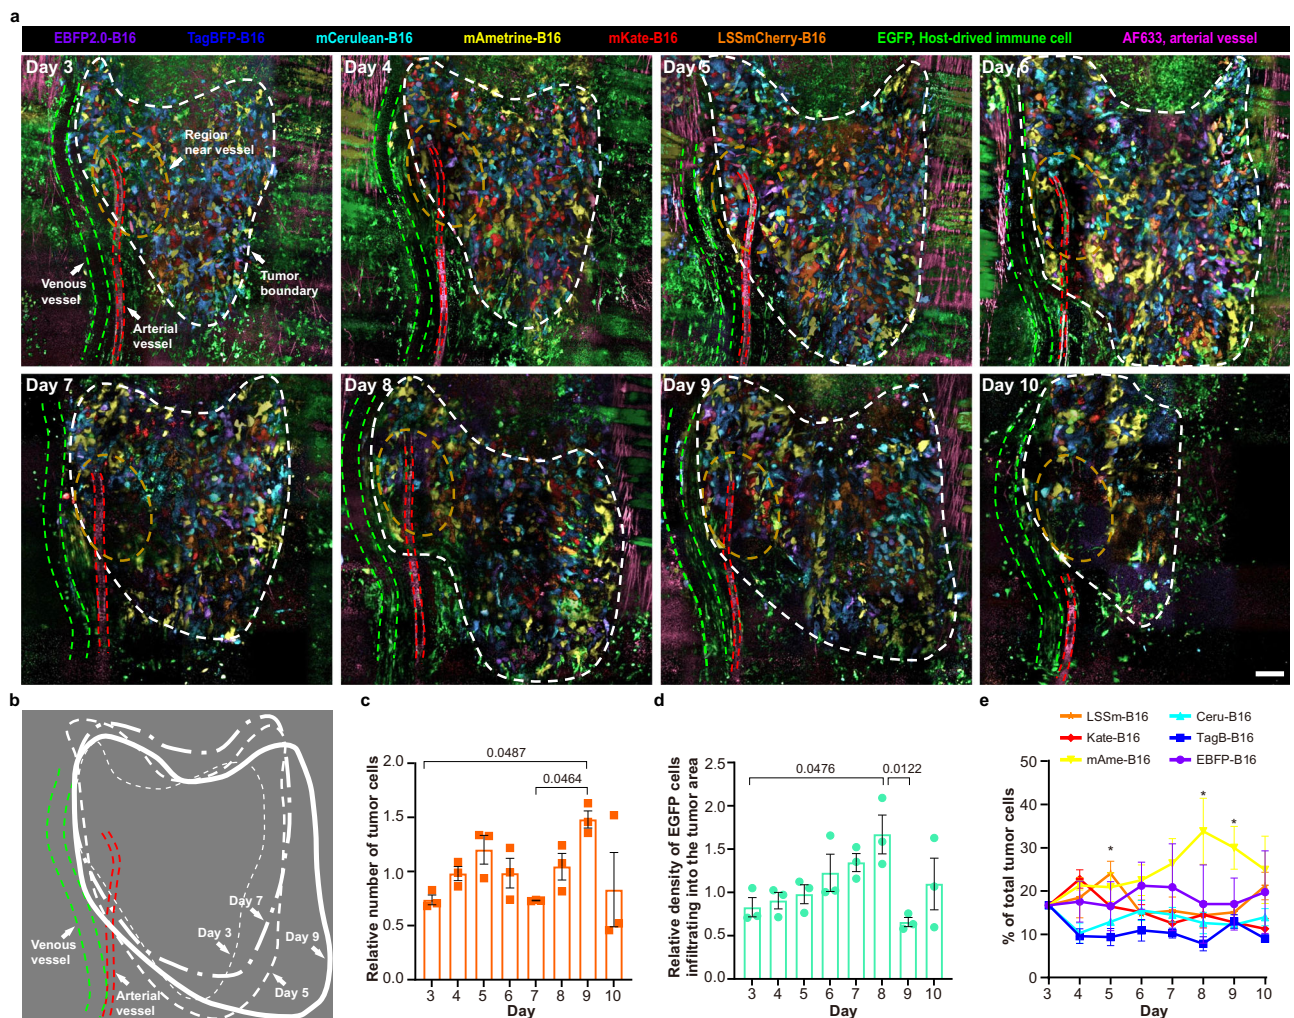 a
EBFP2.0-B16 TagBFP-B16 mCerulean-B16 mAmetrine-B16 mKate-B16 LSSmCherry-B16 EGFP, Host-drived immune cell AF633, arterial vessel
Day 3
Day 4
Day 5
Day 6
Region
near vessel
Venous
vessel
Tumor
boundary
Arterial
vessel
Day 7
Day 8
Day 9
Day 10
b
Venous
vessel
Arterial
vessel
Day 3
Day 7
Day 5
Day 9
c
Relative number of tumor cells
2.0
1.5
1.0
0.5
0.0
0.0487
0.0464
3 4 5 6 7 8 9 10
Day
d
Relative density of EGFP cells
infiltrating into the tumor area
2.5
2.0
1.5
1.0
0.5
0.0
0.0476
0.0122
3 4 5 6 7 8 9 10
Day
e
LSSm-B16 Ceru-B16
Kate-B16 TagB-B16
mAme-B16 EBFP-B16
% of total tumor cells
50
40
30
20
10
0
* * *
3 4 5 6 7 8 9 10
Day